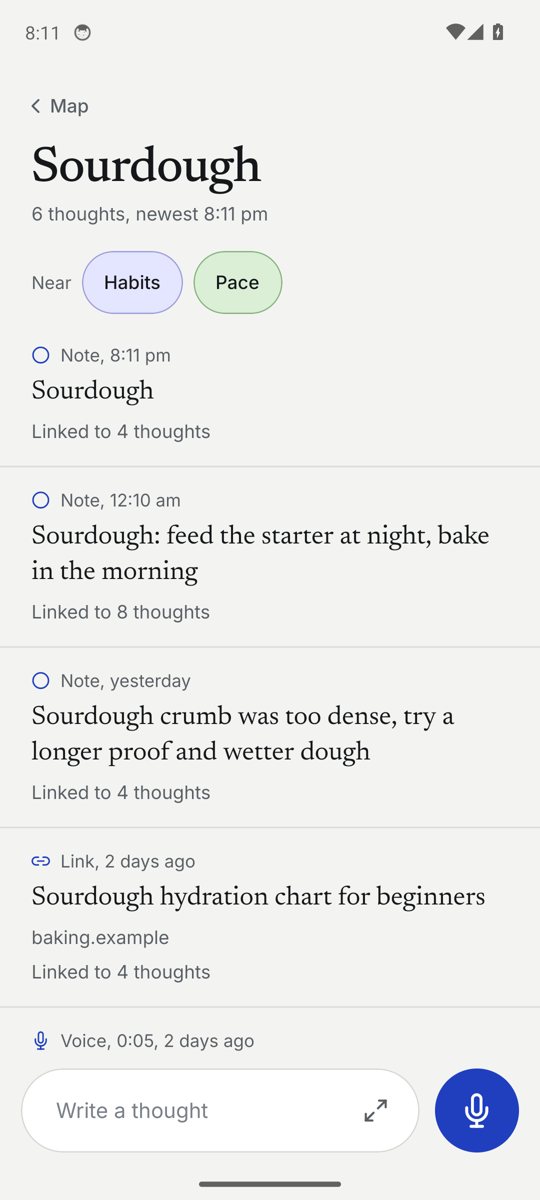 8:11
Map
Sourdough
6 thoughts, newest 8:11 pm
Near Habits Pace
Note, 8:11 pm
Sourdough
Linked to 4 thoughts
Note, 12:10 am
Sourdough: feed the starter at night, bake
in the morning
Linked to 8 thoughts
Note, yesterday
Sourdough crumb was too dense, try a
longer proof and wetter dough
Linked to 4 thoughts
Link, 2 days ago
Sourdough hydration chart for beginners
baking.example
Linked to 4 thoughts
Voice, 0:05, 2 days ago
Write a thought